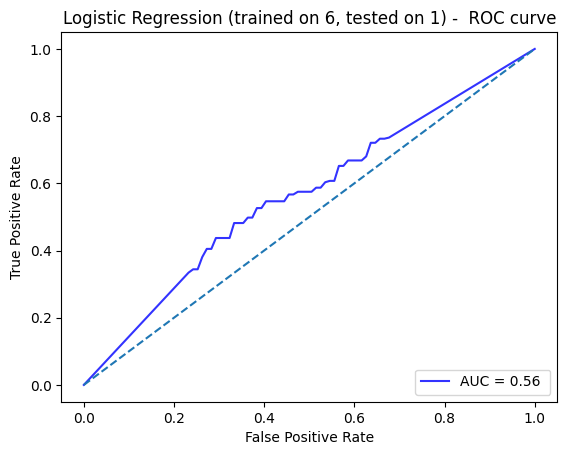 Logistic Regression (trained on 6, tested on 1) -  ROC curve
True Positive Rate
1.0
0.8
0.6
0.4
0.2
0.0
AUC = 0.56
0.0 0.2 0.4 0.6 0.8 1.0
False Positive Rate